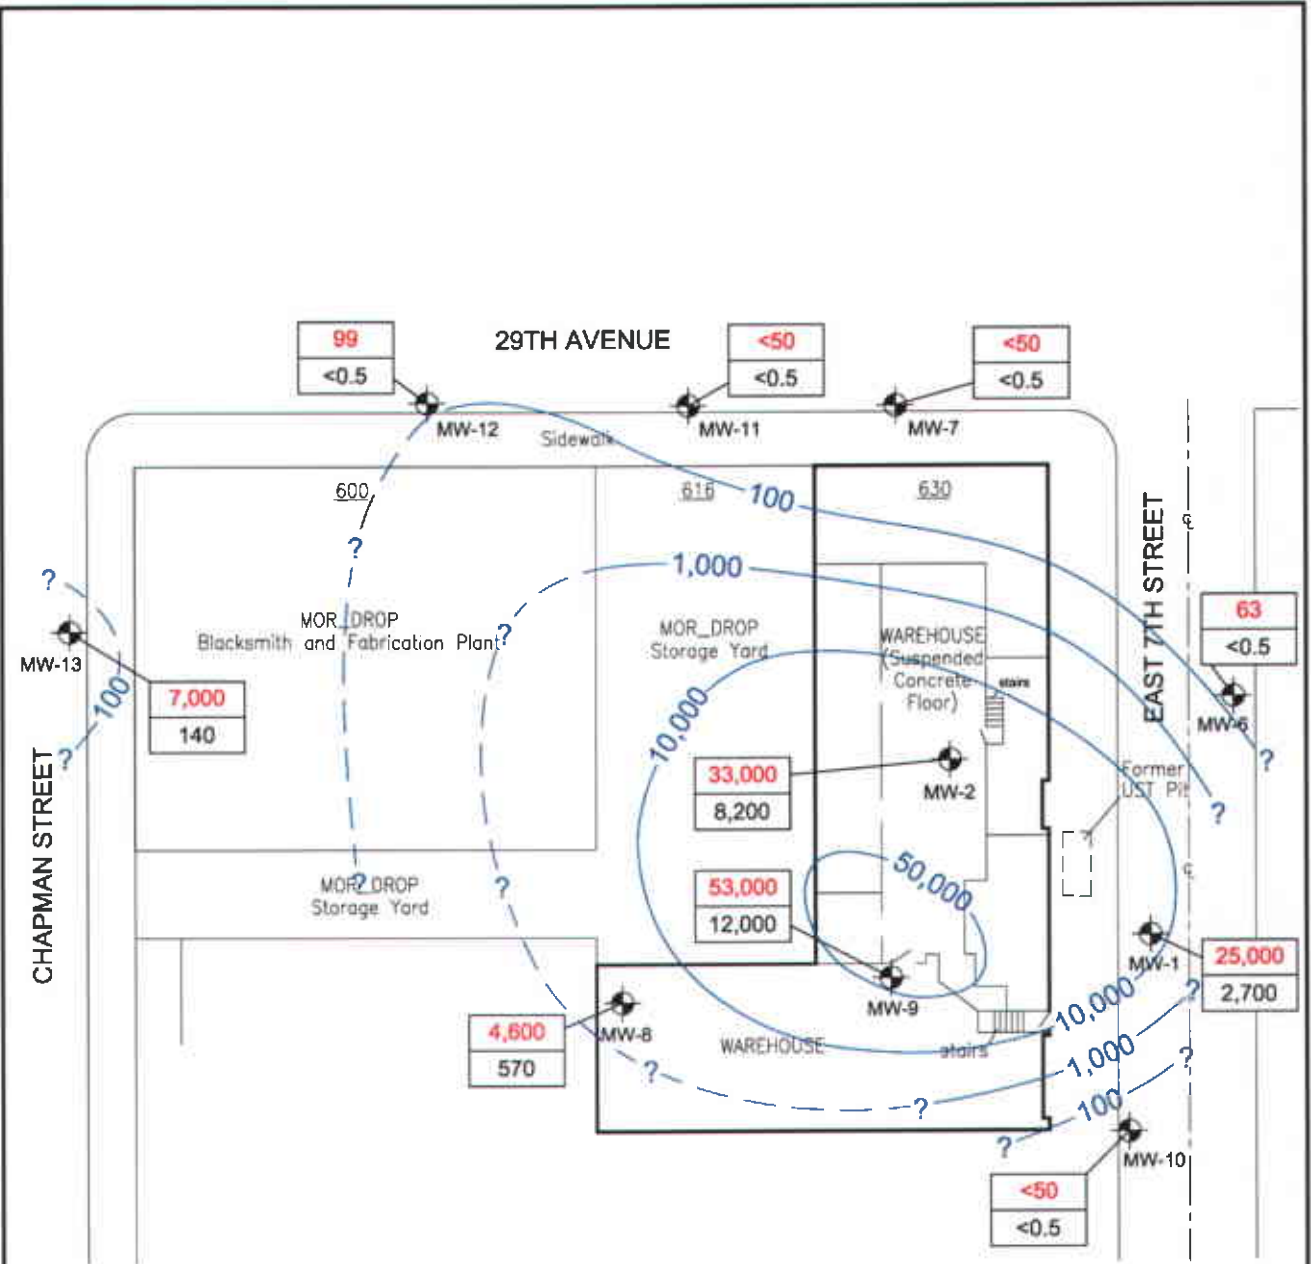 99
<0.5
29TH AVENUE
<50
<0.5
<50
<0.5
MW-12
Sidewalk
MW-11
MW-7
600
616
100
630
?
1,000
EAST 7TH STREET
℄
?
MOR_DROP
Blacksmith and Fabrication Plant
?
MOR_DROP
Storage Yard
WAREHOUSE
(Suspended
Concrete
Floor)
stairs
63
<0.5
MW-13
7,000
140
100
?
10,000
MW-6
?
CHAPMAN STREET
33,000
8,200
MW-2
Former
UST Pit
?
53,000
12,000
50,000
℄
?
MOR_DROP
Storage Yard
?
MW-1
25,000
2,700
MW-9
10,000
?
4,600
570
MW-8
WAREHOUSE
stairs
1,000
?
?
?
100
?
MW-10
<50
<0.5